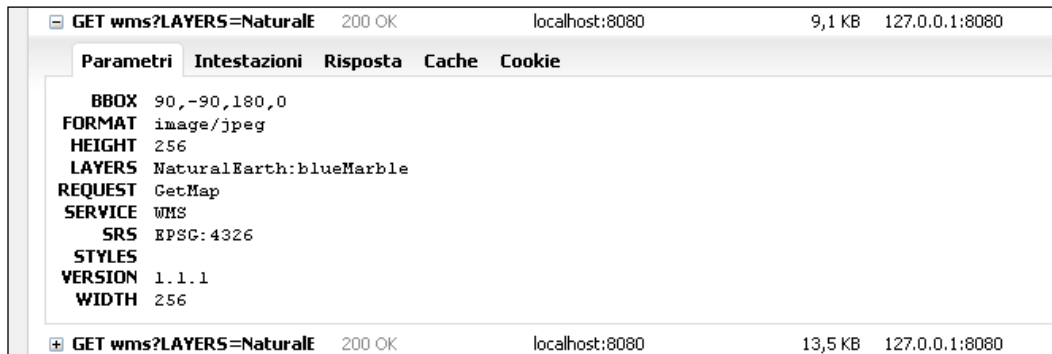 GET wms?LAYERS=NaturalE 200 OK localhost:8080 9,1 KB 127.0.0.1:8080
Parametri Intestazioni Risposta Cache Cookie
BBOX 90,-90,180,0
FORMAT image/jpeg
HEIGHT 256
LAYERS NaturalEarth:blueMarble
REQUEST GetMap
SERVICE WMS
SRS EPSG:4326
STYLES
VERSION 1.1.1
WIDTH 256
GET wms?LAYERS=NaturalE 200 OK localhost:8080 13,5 KB 127.0.0.1:8080